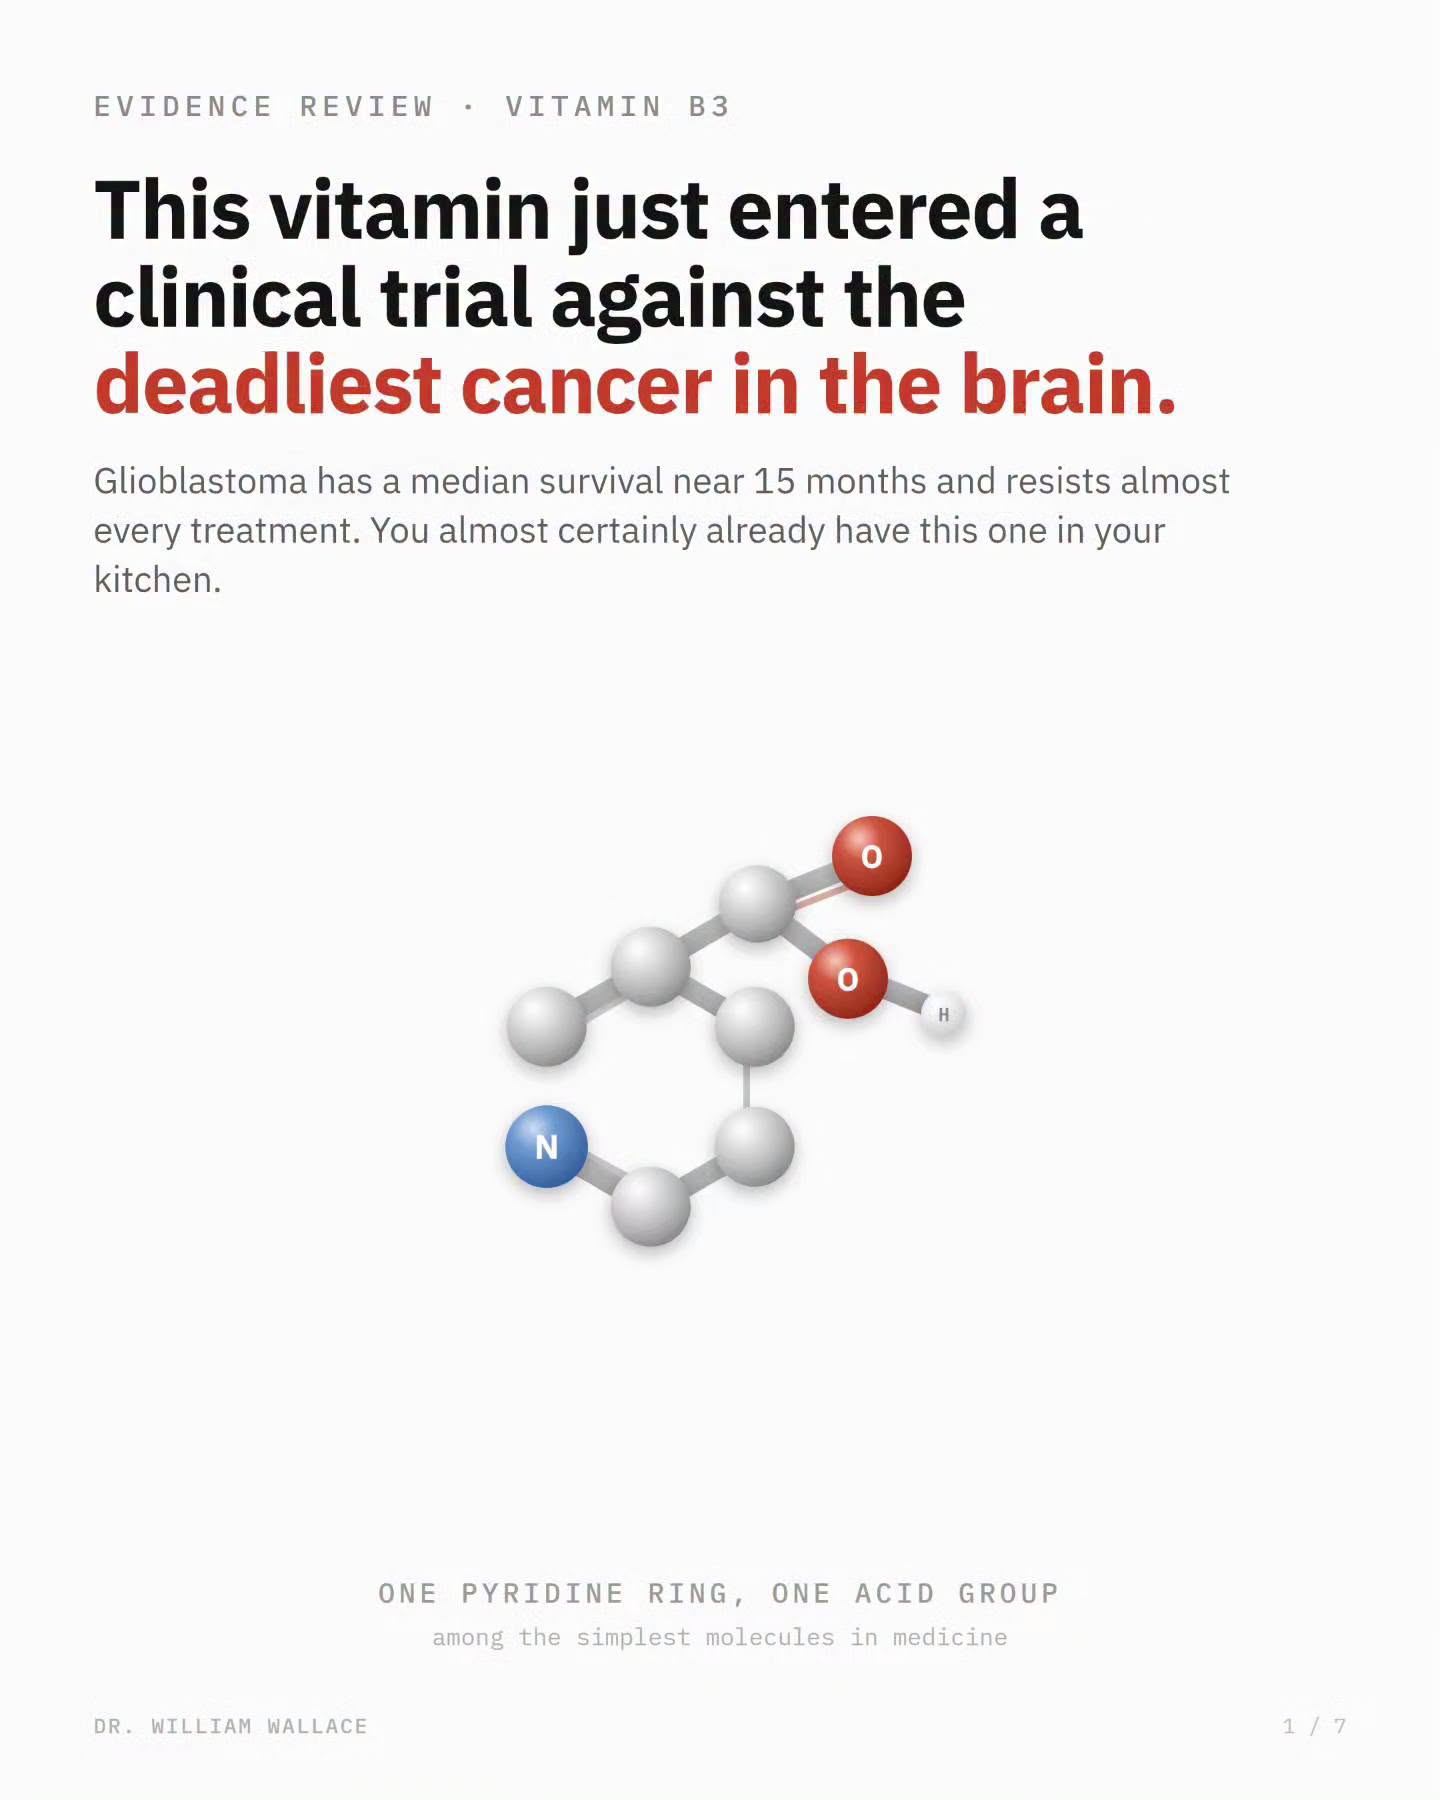 EVIDENCE REVIEW · VITAMIN B3
This vitamin just entered a
clinical trial against the
deadliest cancer in the brain.
Glioblastoma has a median survival near 15 months and resists almost
every treatment. You almost certainly already have this one in your
kitchen.
O
O
H
N
ONE PYRIDINE RING, ONE ACID GROUP
among the simplest molecules in medicine
DR. WILLIAM WALLACE
1 / 7